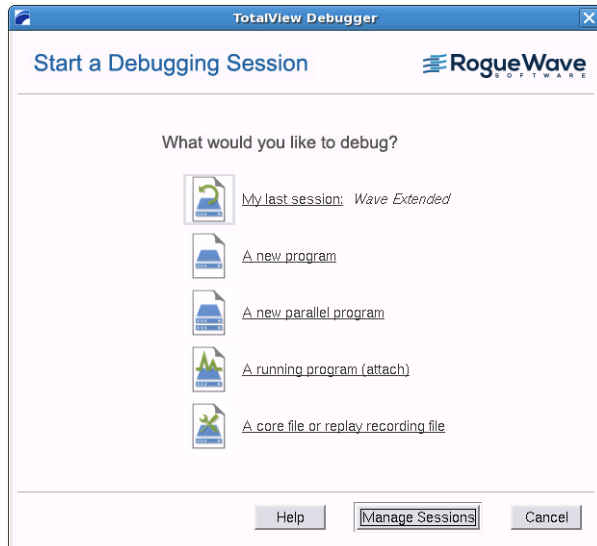 TotalView Debugger
Start a Debugging Session
RogueWave
SOFTWARE
What would you like to debug?
My last session: Wave Extended
A new program
A new parallel program
A running program (attach)
A core file or replay recording file
Help Manage Sessions Cancel